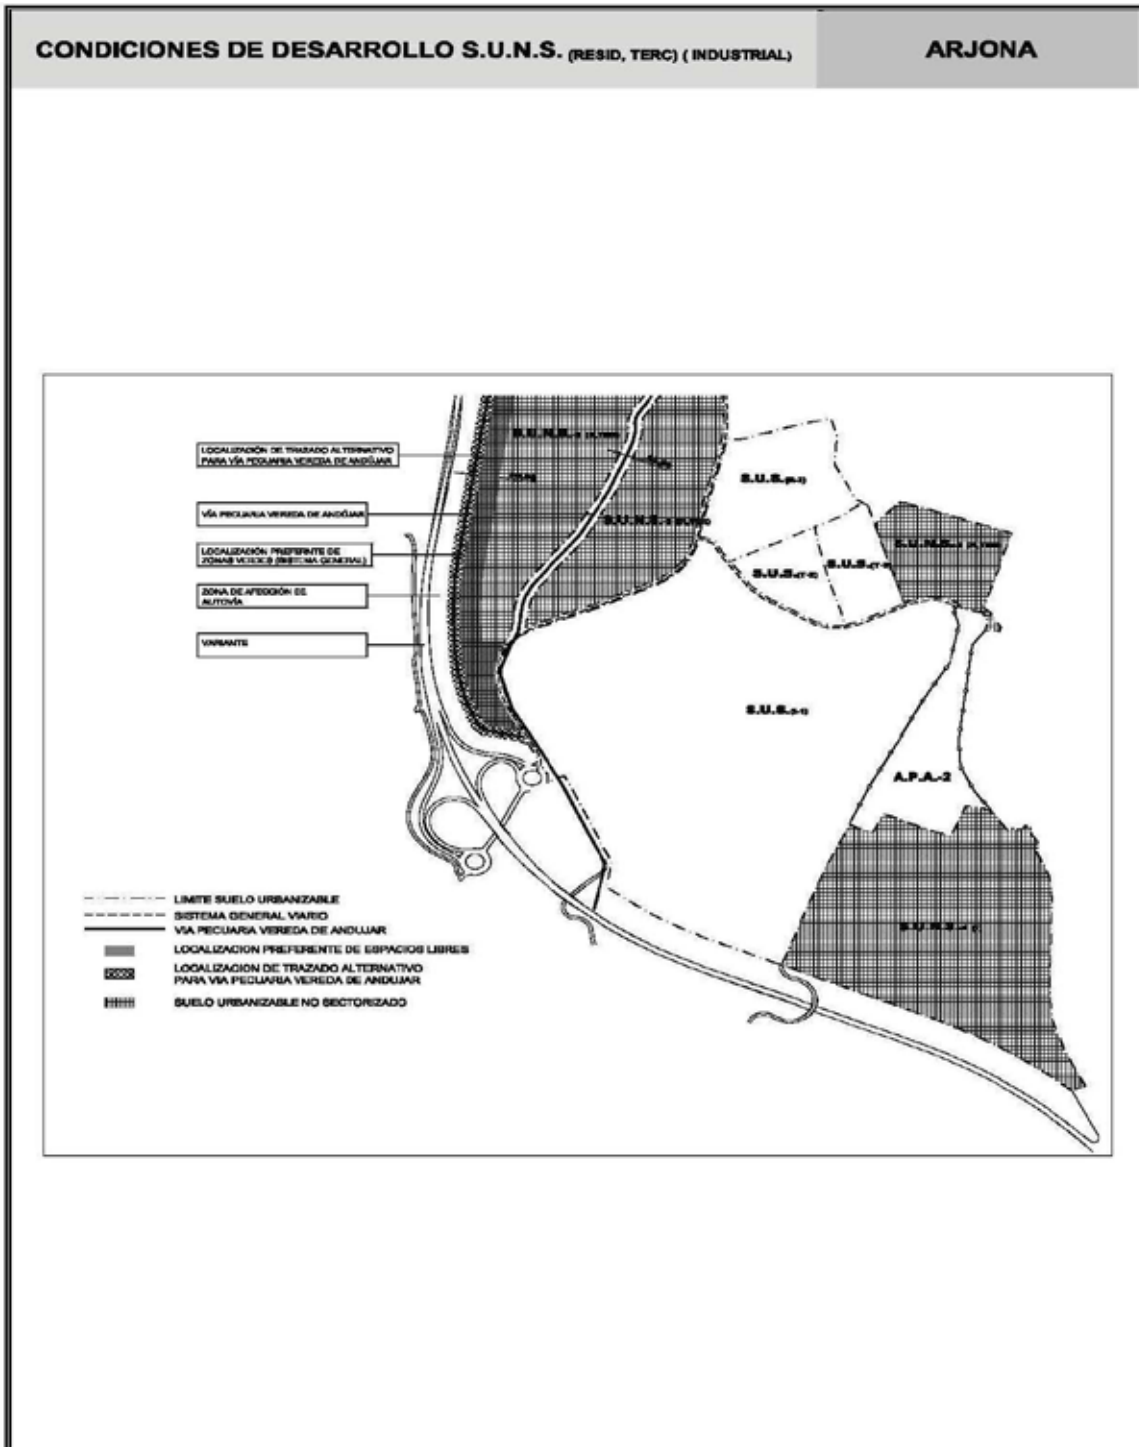 CONDICIONES DE DESARROLLO S.U.N.S. (RESID, TERC) ( INDUSTRIAL)
ARJONA
LOCALIZACIÓN DE TRAZADO ALTERNATIVO
PARA VÍA PECUARIA VEREDA DE ANDÚJAR
VÍA PECUARIA VEREDA DE ANDÚJAR
LOCALIZACIÓN PREFERENTE DE
ZONAS VERDES (SISTEMA GENERAL)
ZONA DE AFECCIÓN DE
AUTOVÍA
VARIANTE
S.U.N.S.
S.U.N.S.
S.U.S.
S.U.S.
S.U.S.
S.U.N.S.
S.U.S.
A.P.A.-2
S.U.N.S.
LIMITE SUELO URBANIZABLE
SISTEMA GENERAL VIARIO
VIA PECUARIA VEREDA DE ANDUJAR
LOCALIZACION PREFERENTE DE ESPACIOS LIBRES
LOCALIZACION DE TRAZADO ALTERNATIVO
PARA VIA PECUARIA VEREDA DE ANDUJAR
SUELO URBANIZABLE NO SECTORIZADO